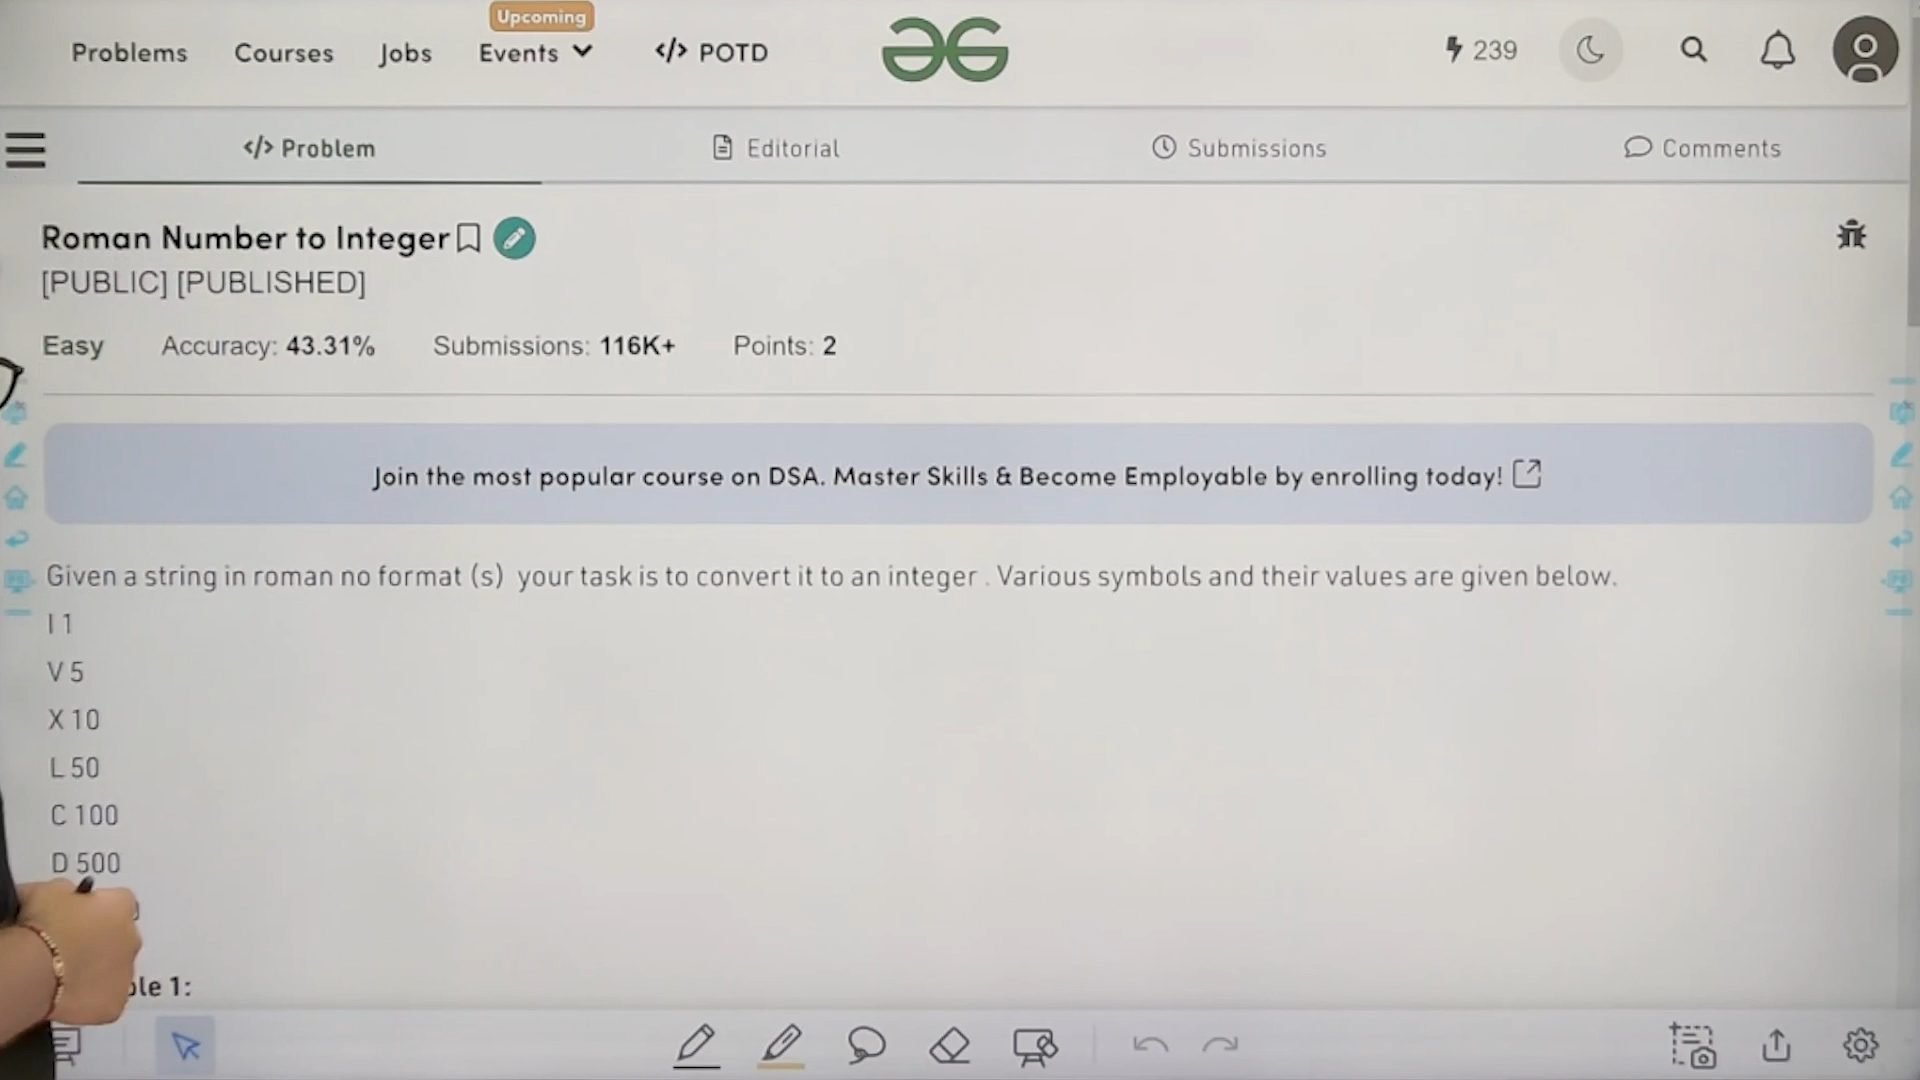 Upcoming
Problems Courses Jobs Events </> POTD 239
</> Problem Editorial Submissions Comments
Roman Number to Integer
[PUBLIC] [PUBLISHED]
Easy Accuracy: 43.31% Submissions: 116K+ Points: 2
Join the most popular course on DSA. Master Skills & Become Employable by enrolling today!
Given a string in roman no format (s) your task is to convert it to an integer . Various symbols and their values are given below.
I 1
V 5
X 10
L 50
C 100
D 500
1: